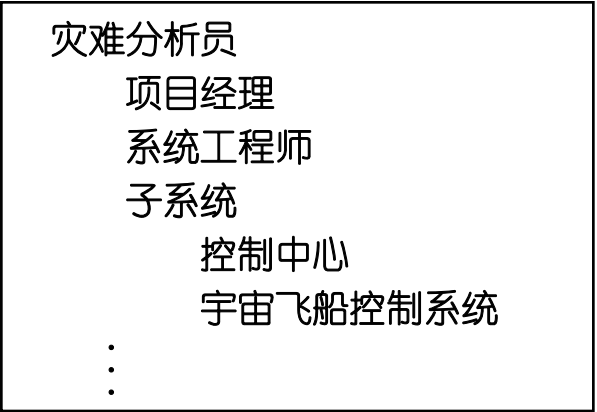 灾难分析员
项目经理
系统工程师
子系统
控制中心
宇宙飞船控制系统
.
.
.